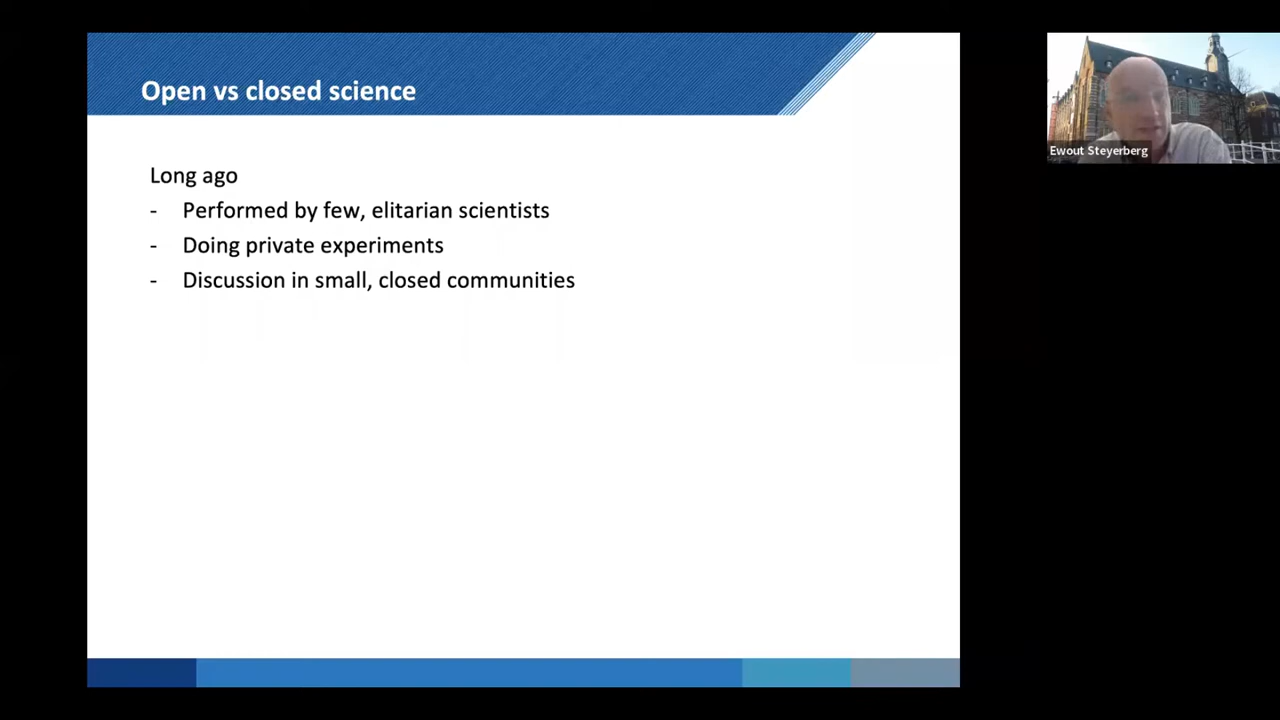 Open vs closed science
Long ago
- Performed by few, elitarian scientists
- Doing private experiments
- Discussion in small, closed communities
Ewout Steyerberg